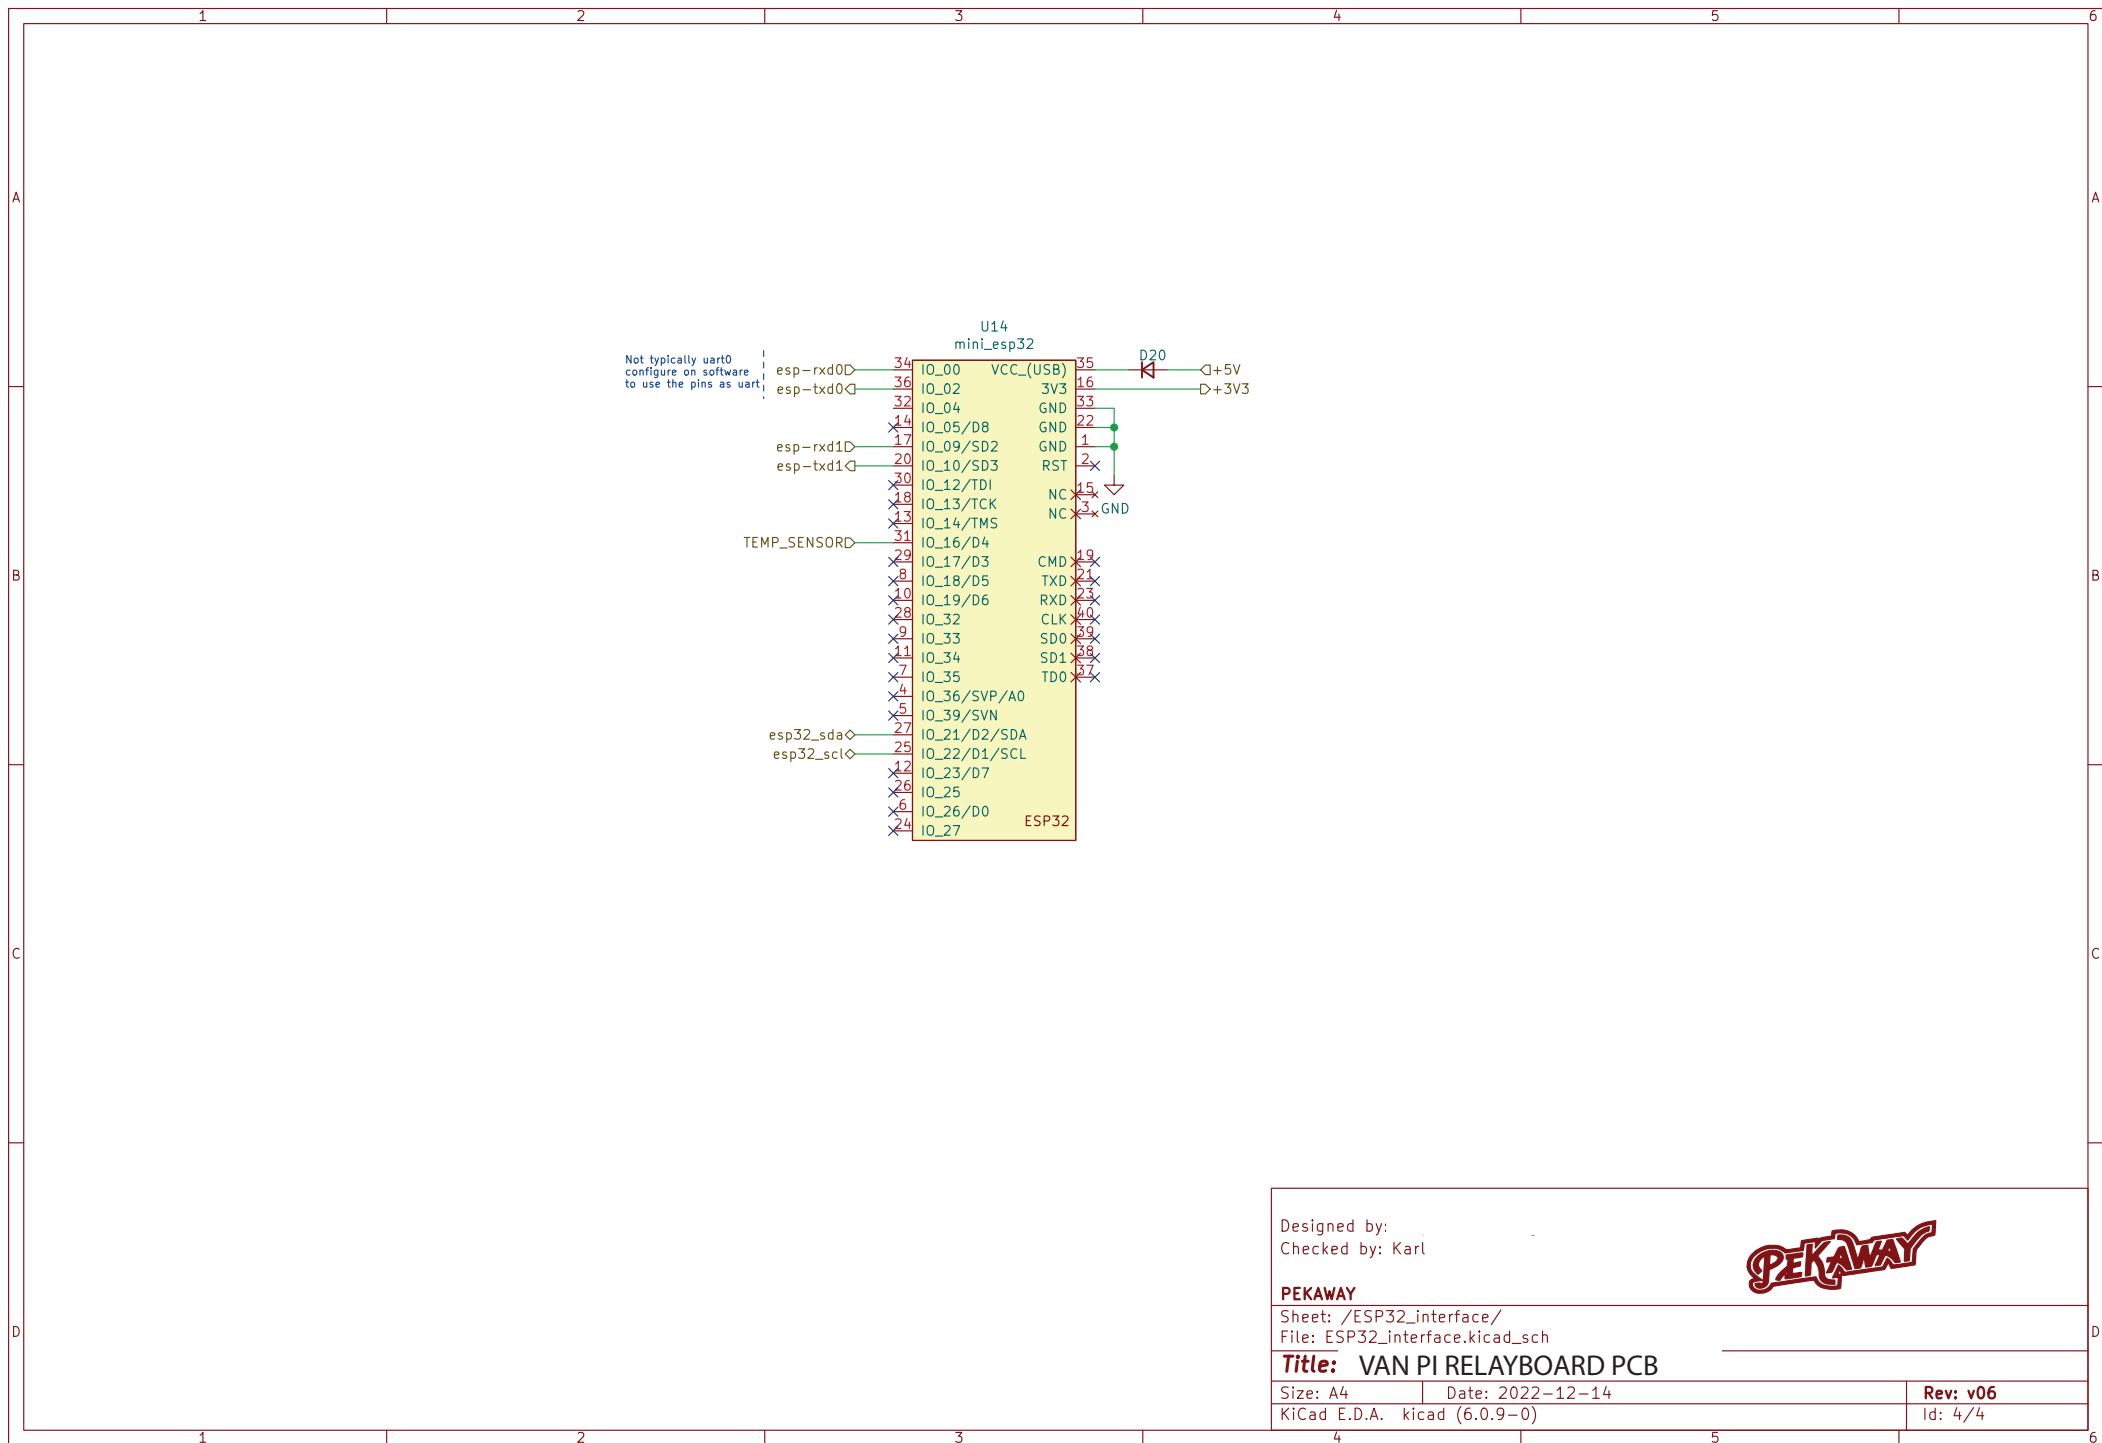 1 2 3 4 5 6
A A
B B
C C
D D
U14
mini_esp32
Not typically uart0
configure on software
to use the pins as uart
esp-rxd0 34 IO_00 VCC_(USB) 35 D20 +5V
esp-txd0 36 IO_02 3V3 16 +3V3
32 IO_04 GND 33
14 IO_05/D8 GND 22
esp-rxd1 17 IO_09/SD2 GND 1
esp-txd1 20 IO_10/SD3 RST 2
30 IO_12/TDI
NC 15
18 IO_13/TCK
NC 3 GND
13 IO_14/TMS
TEMP_SENSOR 31 IO_16/D4
29 IO_17/D3 CMD 19
8 IO_18/D5 TXD 21
10 IO_19/D6 RXD 23
28 IO_32 CLK 40
9 IO_33 SD0 39
11 IO_34 SD1 38
7 IO_35 TD0 37
4 IO_36/SVP/A0
5 IO_39/SVN
esp32_sda 27 IO_21/D2/SDA
esp32_scl 25 IO_22/D1/SCL
12 IO_23/D7
26 IO_25
6 IO_26/D0
ESP32
24 IO_27
Designed by:
Checked by: Karl
PEKAWAY
PEKAWAY
Sheet: /ESP32_interface/
File: ESP32_interface.kicad_sch
Title: VAN PI RELAYBOARD PCB
Size: A4 Date: 2022-12-14 Rev: v06
KiCad E.D.A. kicad (6.0.9-0) Id: 4/4
1 2 3 4 5 6